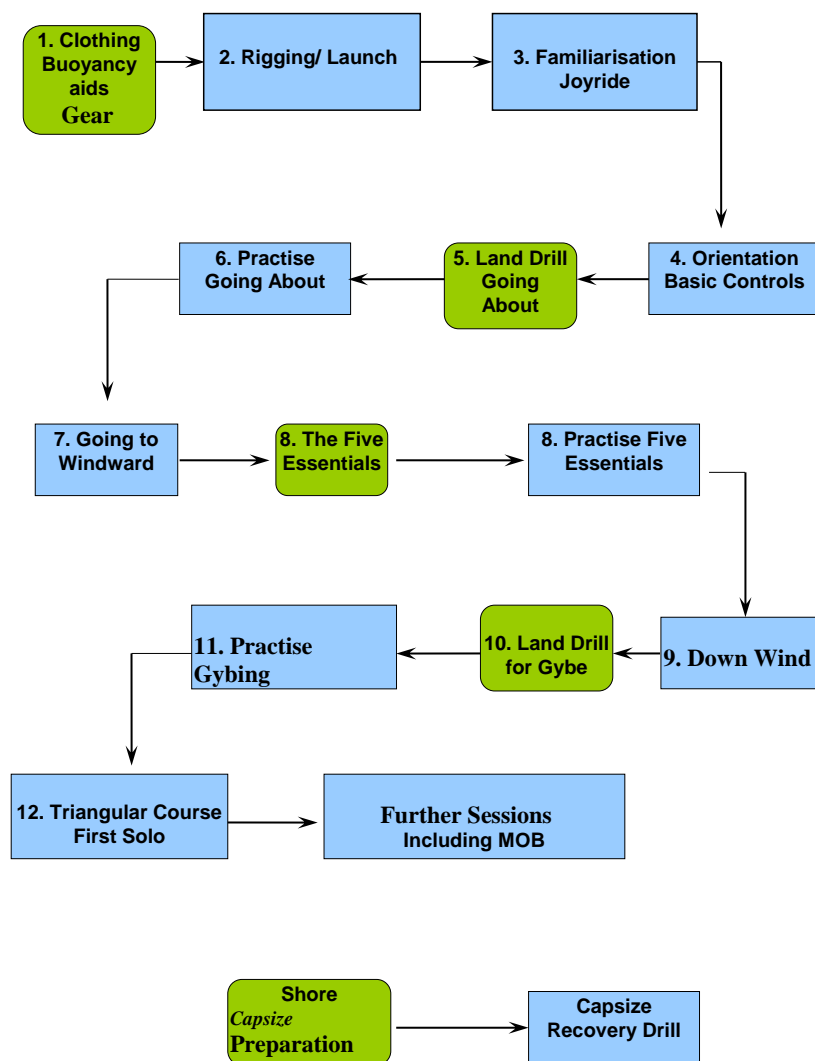 1. Clothing
Buoyancy
aids
Gear
2. Rigging/ Launch
3. Familiarisation
Joyride
4. Orientation
Basic Controls
5. Land Drill
Going
About
6. Practise
Going About
7. Going to
Windward
8. The Five
Essentials
8. Practise Five
Essentials
9. Down Wind
10. Land Drill
for Gybe
11. Practise
Gybing
12. Triangular Course
First Solo
Further Sessions
Including MOB
Shore
Capsize
Preparation
Capsize
Recovery Drill